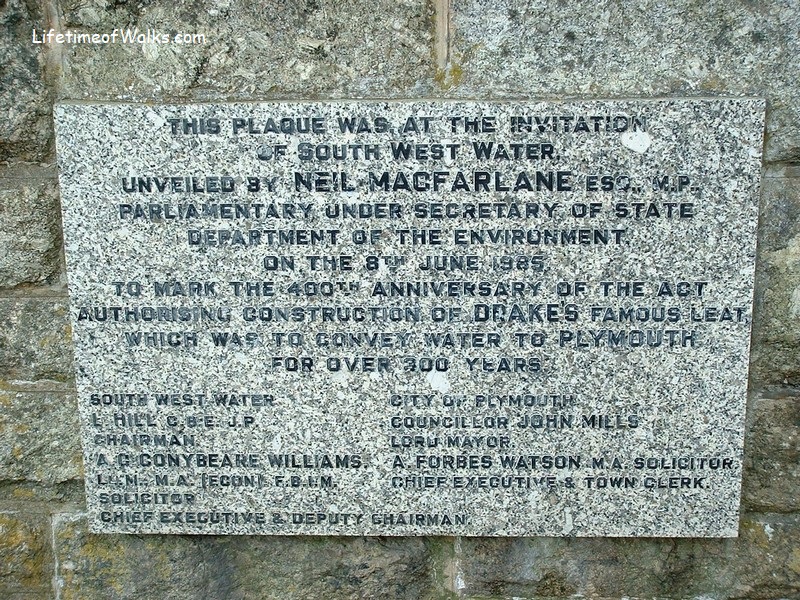 LifetimeofWalks.com
THIS PLAQUE WAS, AT THE INVITATION
OF SOUTH WEST WATER,
UNVEILED BY NEIL MACFARLANE ESQ., M.P.,
PARLIAMENTARY UNDER SECRETARY OF STATE
DEPARTMENT OF THE ENVIRONMENT,
ON THE 8TH JUNE 1985,
TO MARK THE 400TH ANNIVERSARY OF THE ACT
AUTHORISING CONSTRUCTION OF DRAKE'S FAMOUS LEAT,
WHICH WAS TO CONVEY WATER TO PLYMOUTH
FOR OVER 300 YEARS
SOUTH WEST WATER
L. HILL C.B.E. J.P.
CHAIRMAN.
A.G. CONYBEARE WILLIAMS,
LL.M., M.A. (ECON), F.B.I.M.
SOLICITOR
CHIEF EXECUTIVE & DEPUTY CHAIRMAN.
CITY OF PLYMOUTH
COUNCILLOR JOHN MILLS
LORD MAYOR.
A. FORBES WATSON M.A. SOLICITOR.
CHIEF EXECUTIVE & TOWN CLERK.